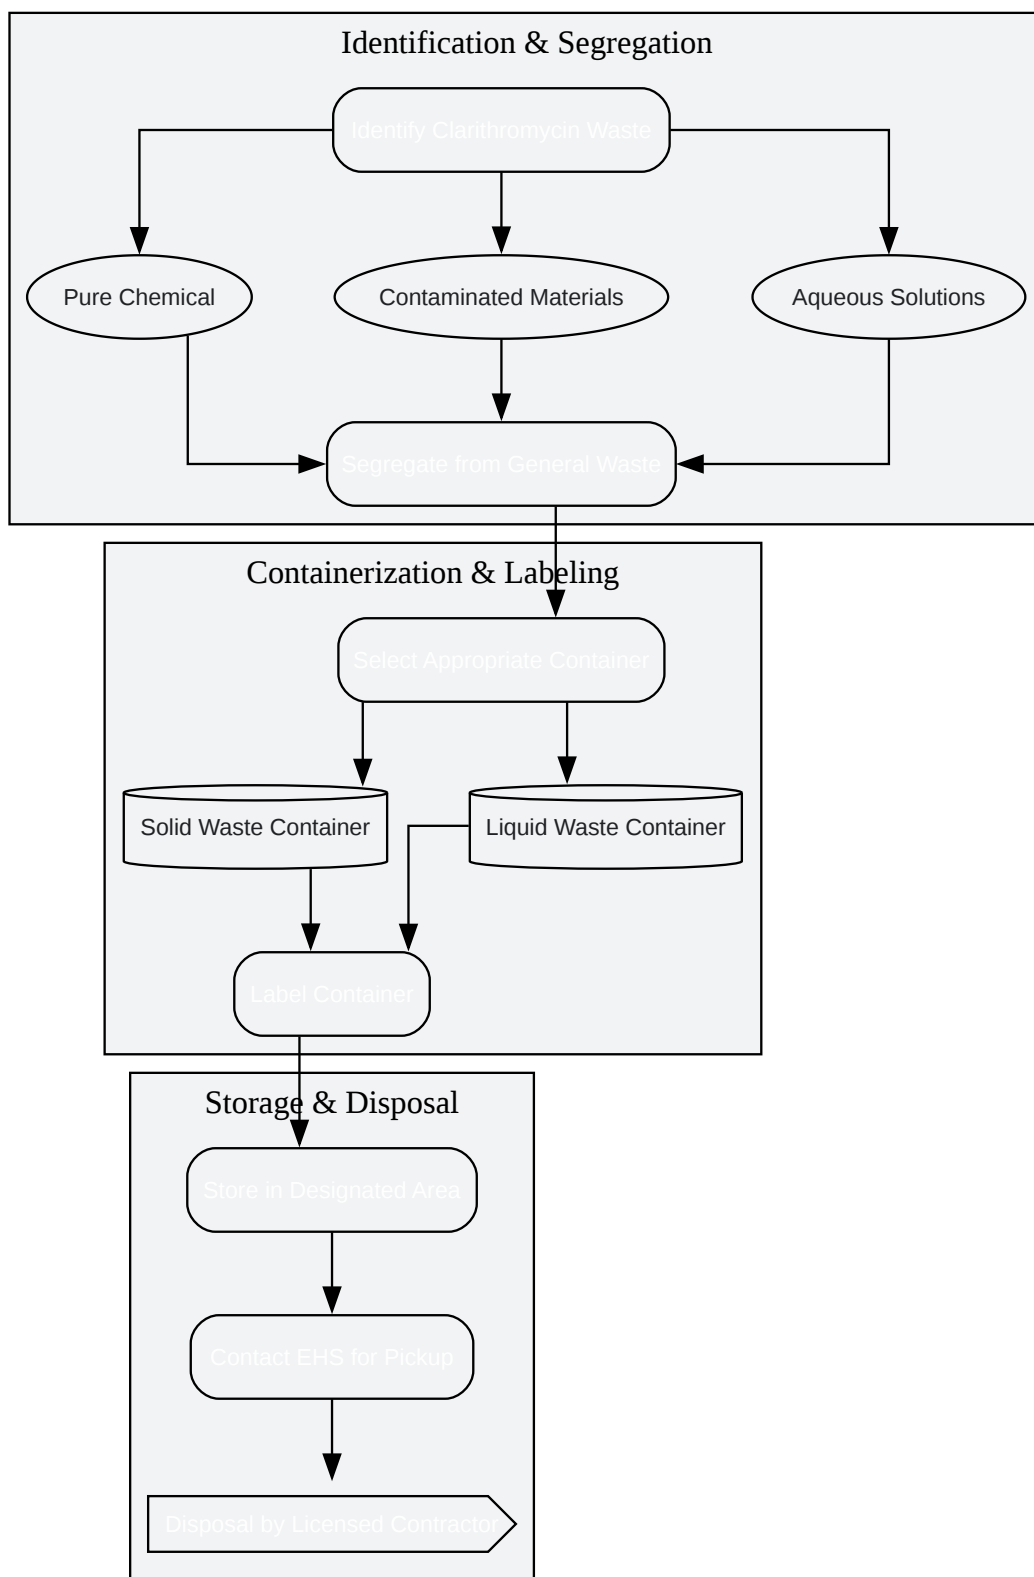 Identification & Segregation
Identify Clarithromycin Waste
Pure Chemical
Contaminated Materials
Aqueous Solutions
Segregate from General Waste
Containerization & Labeling
Select Appropriate Container
Solid Waste Container
Liquid Waste Container
Label Container
Storage & Disposal
Store in Designated Area
Contact EHS for Pickup
Disposal by Licensed Contractor